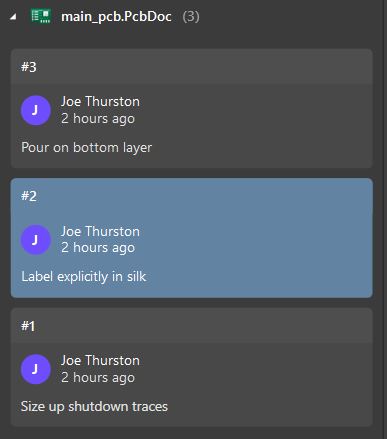 main_pcb.PcbDoc (3)
#3
J
Joe Thurston
2 hours ago
Pour on bottom layer
#2
J
Joe Thurston
2 hours ago
Label explicitly in silk
#1
J
Joe Thurston
2 hours ago
Size up shutdown traces